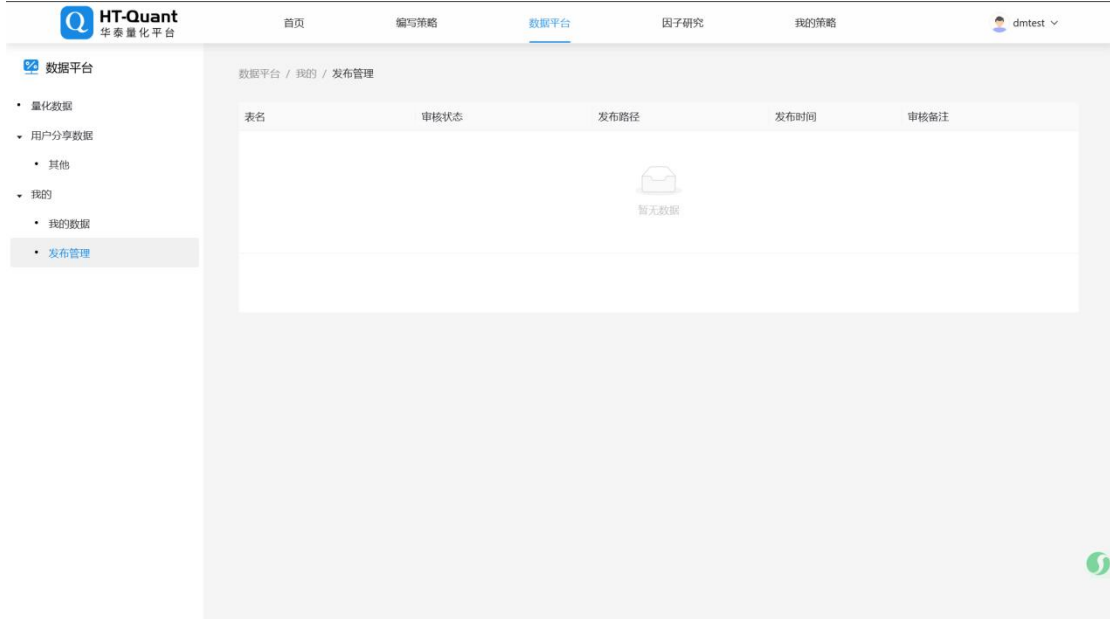 HT-Quant
华泰量化平台
首页 编写策略 数据平台 因子研究 我的策略 dmtest
数据平台
量化数据
用户分享数据
其他
我的
我的数据
发布管理
数据平台 / 我的 / 发布管理
表名 审核状态 发布路径 发布时间 审核备注
暂无数据